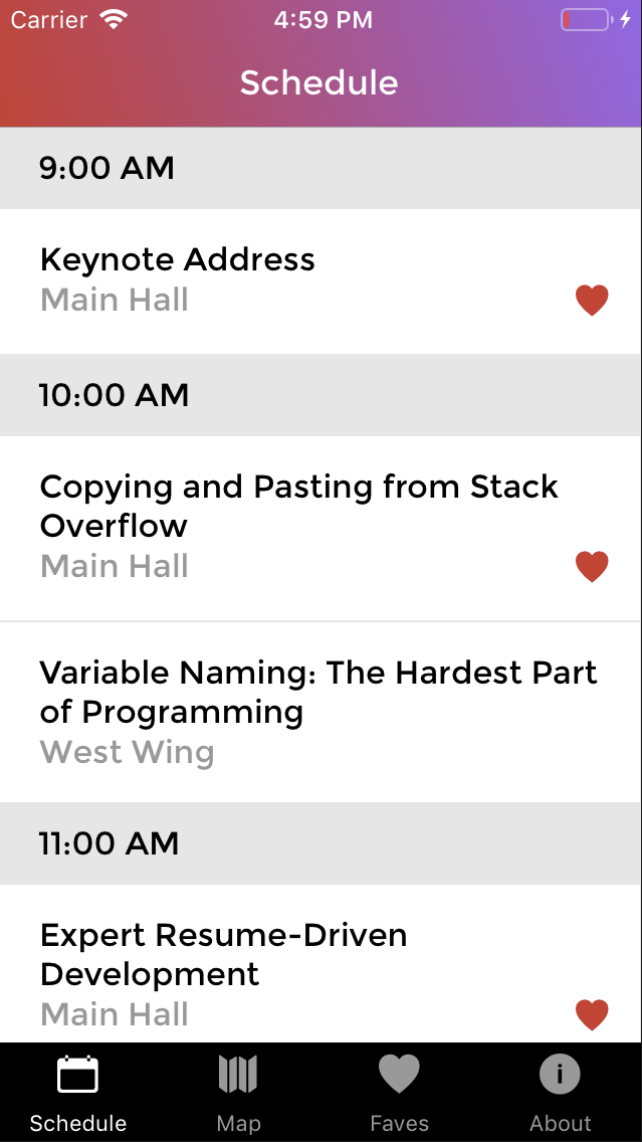 Carrier 4:59 PM
Schedule
9:00 AM
Keynote Address
Main Hall
10:00 AM
Copying and Pasting from Stack
Overflow
Main Hall
Variable Naming: The Hardest Part
of Programming
West Wing
11:00 AM
Expert Resume-Driven
Development
Main Hall
Schedule Map Faves About